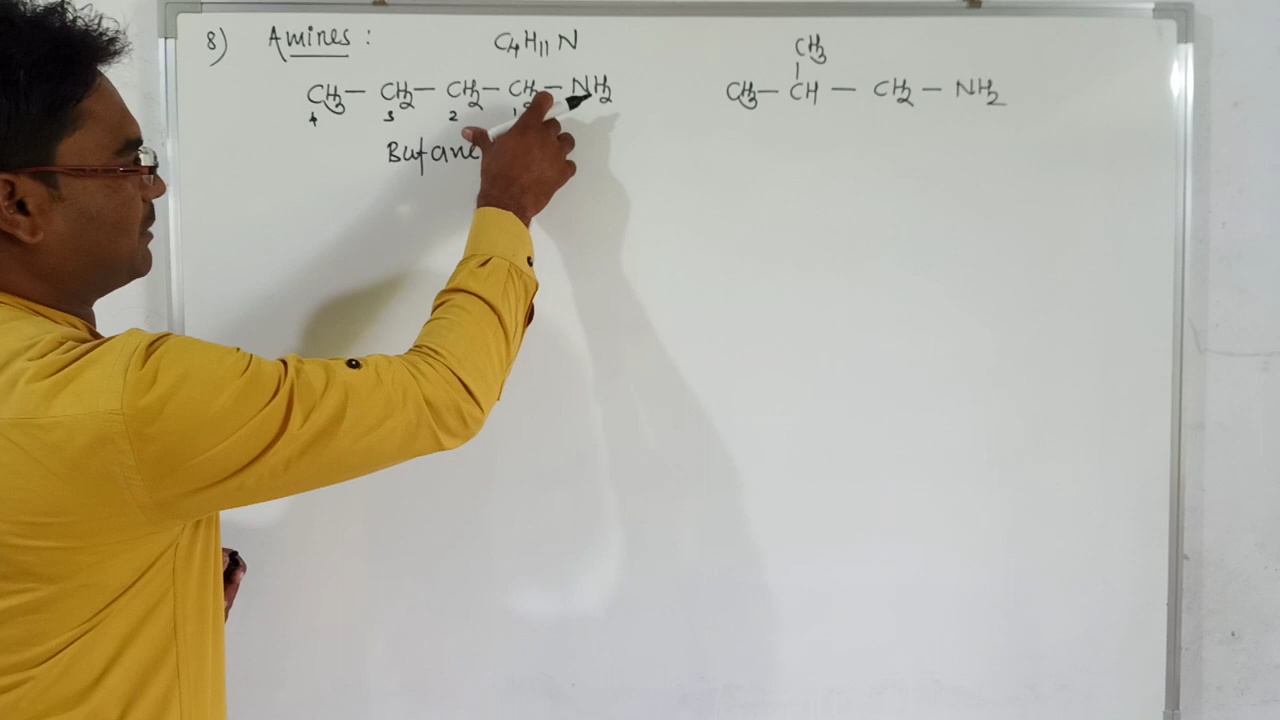 8) Amines :
C4H11N
CH3 — CH2 — CH2 — CH2 — NH2
4 3 2 1
Butane
CH3
|
CH3 — CH — CH2 — NH2